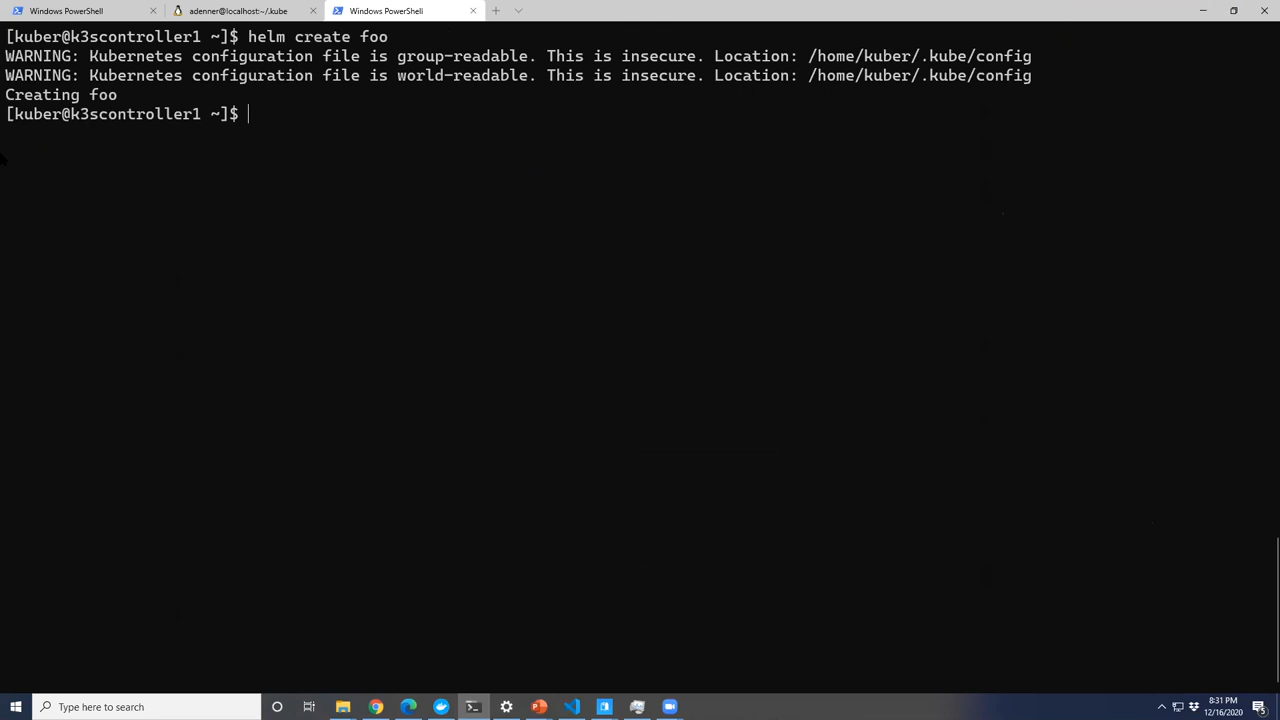 Windows PowerShell
adenner@localhost:~/.kube
Windows PowerShell
[kuber@k3scontroller1 ~]$ helm create foo
WARNING: Kubernetes configuration file is group-readable. This is insecure. Location: /home/kuber/.kube/config
WARNING: Kubernetes configuration file is world-readable. This is insecure. Location: /home/kuber/.kube/config
Creating foo
[kuber@k3scontroller1 ~]$
Type here to search
8:31 PM
12/16/2020